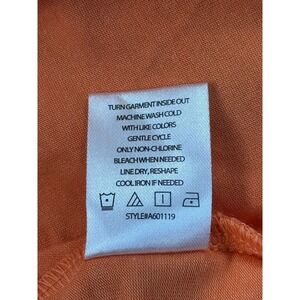 TURN GARMENT INSIDE OUT
MACHINE WASH COLD
WITH LIKE COLORS
GENTLE CYCLE
ONLY NON-CHLORINE
BLEACH WHEN NEEDED
LINE DRY, RESHAPE
COOL IRON IF NEEDED
STYLE#A601119